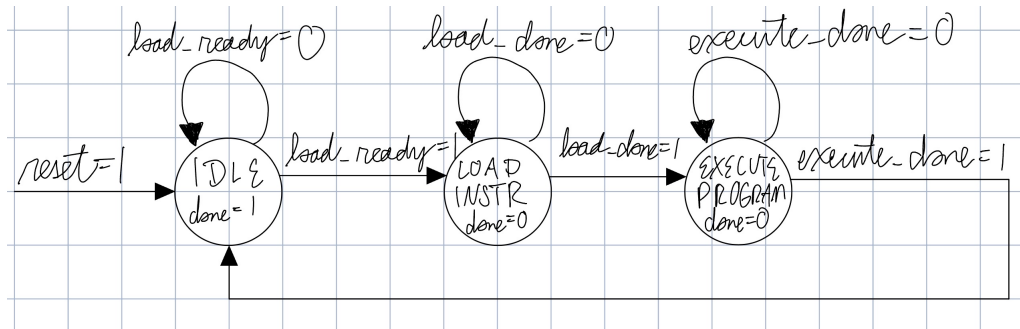 load_ready=0
load_done=0
execute_done=0
reset=1
IDLE
done=1
load_ready=1
LOAD
INSTR
done=0
load_done=1
EXECUTE
PROGRAM
done=0
execute_done=1